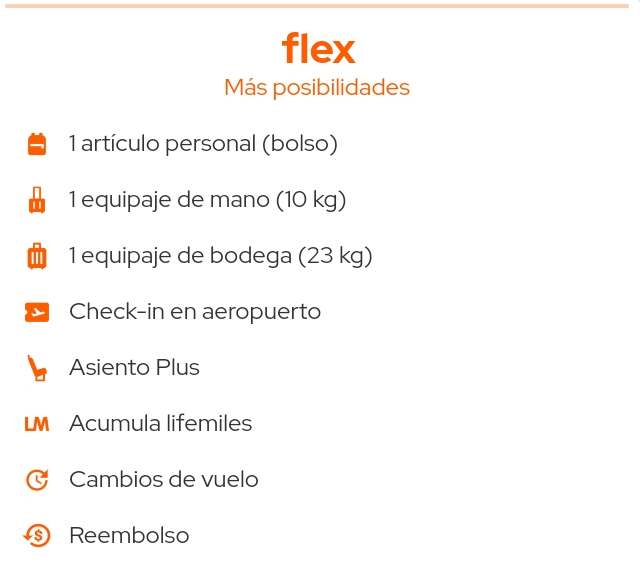 flex
Más posibilidades
1 artículo personal (bolso)
1 equipaje de mano (10 kg)
1 equipaje de bodega (23 kg)
Check-in en aeropuerto
Asiento Plus
LM Acumula lifemiles
Cambios de vuelo
Reembolso